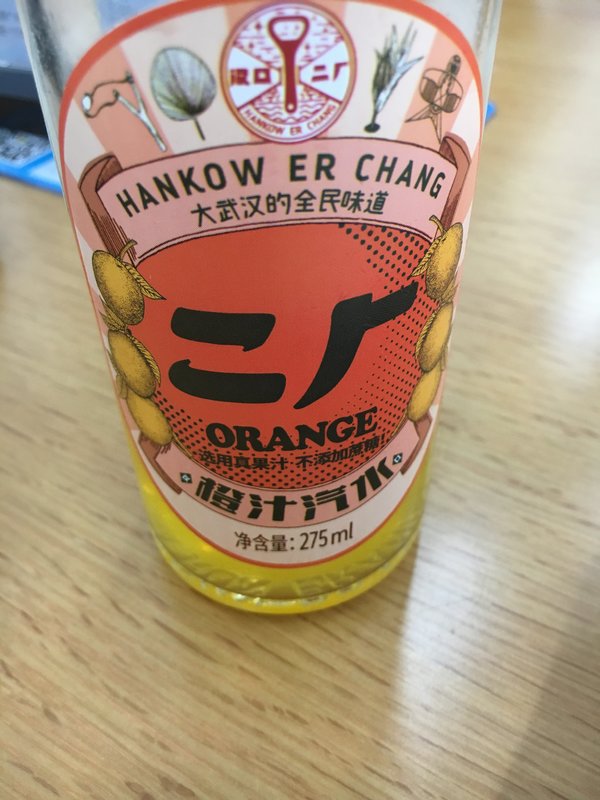 汉口二厂
HANKOW ER CHANG
HANKOW ER CHANG
大武汉的全民味道
二厂
ORANGE
选用真果汁 不添加蔗糖!
橙汁汽水
净含量: 275ml